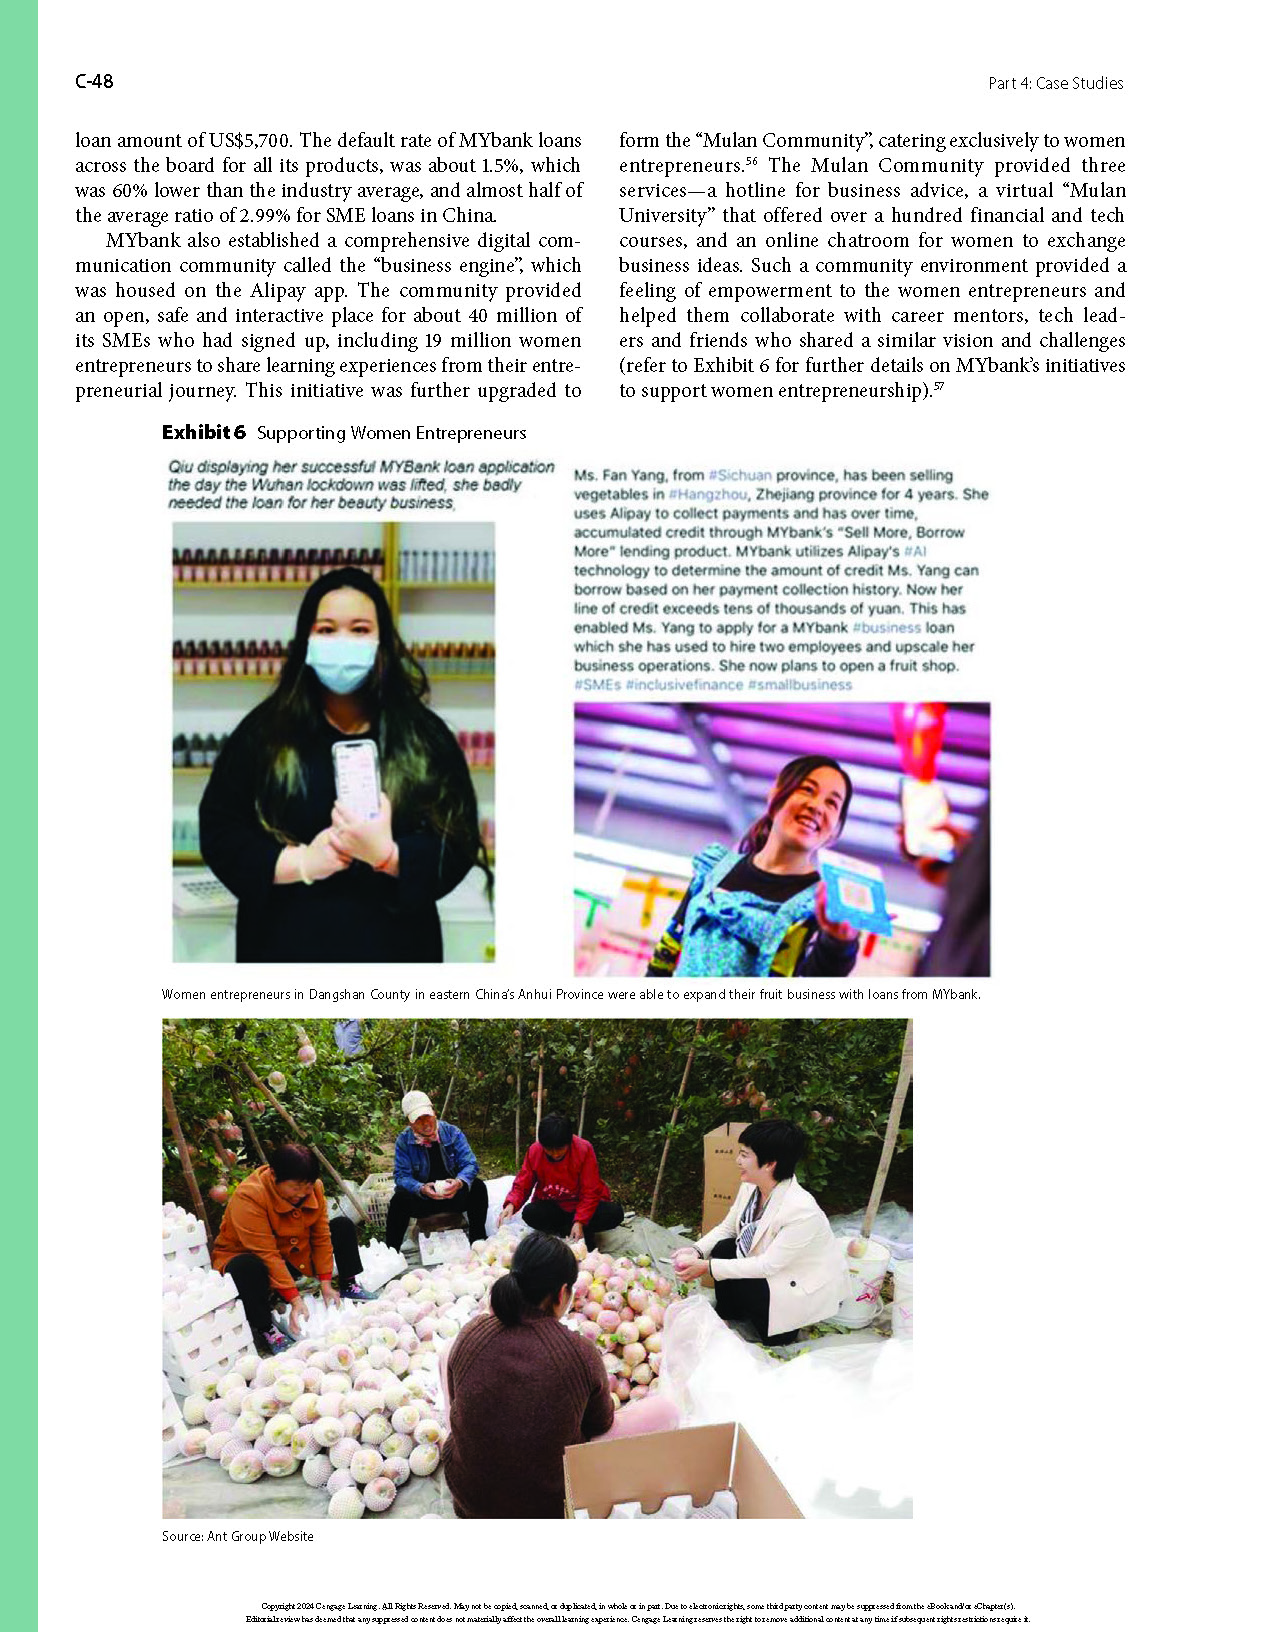 C-48
Part 4: Case Studies
loan amount of US$5,700. The default rate of MYbank loans
across the board for all its products, was about 1.5%, which
was 60% lower than the industry average, and almost half of
the average ratio of 2.99% for SME loans in China.
MYbank also established a comprehensive digital com-
munication community called the “business engine”, which
was housed on the Alipay app. The community provided
an open, safe and interactive place for about 40 million of
its SMEs who had signed up, including 19 million women
entrepreneurs to share learning experiences from their entre-
preneurial journey. This initiative was further upgraded to
form the “Mulan Community”, catering exclusively to women
entrepreneurs.56 The Mulan Community provided three
services—a hotline for business advice, a virtual “Mulan
University” that offered over a hundred financial and tech
courses, and an online chatroom for women to exchange
business ideas. Such a community environment provided a
feeling of empowerment to the women entrepreneurs and
helped them collaborate with career mentors, tech lead-
ers and friends who shared a similar vision and challenges
(refer to Exhibit 6 for further details on MYbank’s initiatives
to support women entrepreneurship).57
Exhibit 6 Supporting Women Entrepreneurs
Qiu displaying her successful MYBank loan application
the day the Wuhan lockdown was lifted, she badly
needed the loan for her beauty business.
Ms. Fan Yang, from #Sichuan province, has been selling
vegetables in #Hangzhou, Zhejiang province for 4 years. She
uses Alipay to collect payments and has over time,
accumulated credit through MYbank's "Sell More, Borrow
More" lending product. MYbank utilizes Alipay's #AI
technology to determine the amount of credit Ms. Yang can
borrow based on her payment collection history. Now her
line of credit exceeds tens of thousands of yuan. This has
enabled Ms. Yang to apply for a MYbank #business loan
which she has used to hire two employees and upscale her
business operations. She now plans to open a fruit shop.
#SMEs #inclusivefinance #smallbusiness
Women entrepreneurs in Dangshan County in eastern China’s Anhui Province were able to expand their fruit business with loans from MYbank.
Source: Ant Group Website
Copyright 2024 Cengage Learning. All Rights Reserved. May not be copied, scanned, or duplicated, in whole or in part. Due to electronic rights, some third party content may be suppressed from the eBook and/or eChapter(s).
Editorial review has deemed that any suppressed content does not materially affect the overall learning experience. Cengage Learning reserves the right to remove additional content at any time if subsequent rights restrictions require it.